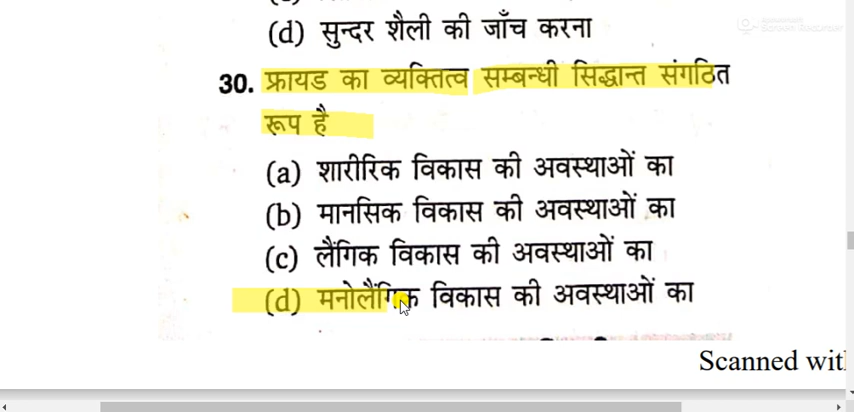 (d) सुन्दर शैली की जाँच करना
30. फ्रायड का व्यक्तित्व सम्बन्धी सिद्धान्त संगठित
रूप है
(a) शारीरिक विकास की अवस्थाओं का
(b) मानसिक विकास की अवस्थाओं का
(c) लैंगिक विकास की अवस्थाओं का
(d) मनोलैंगिक विकास की अवस्थाओं का
Scanned wit